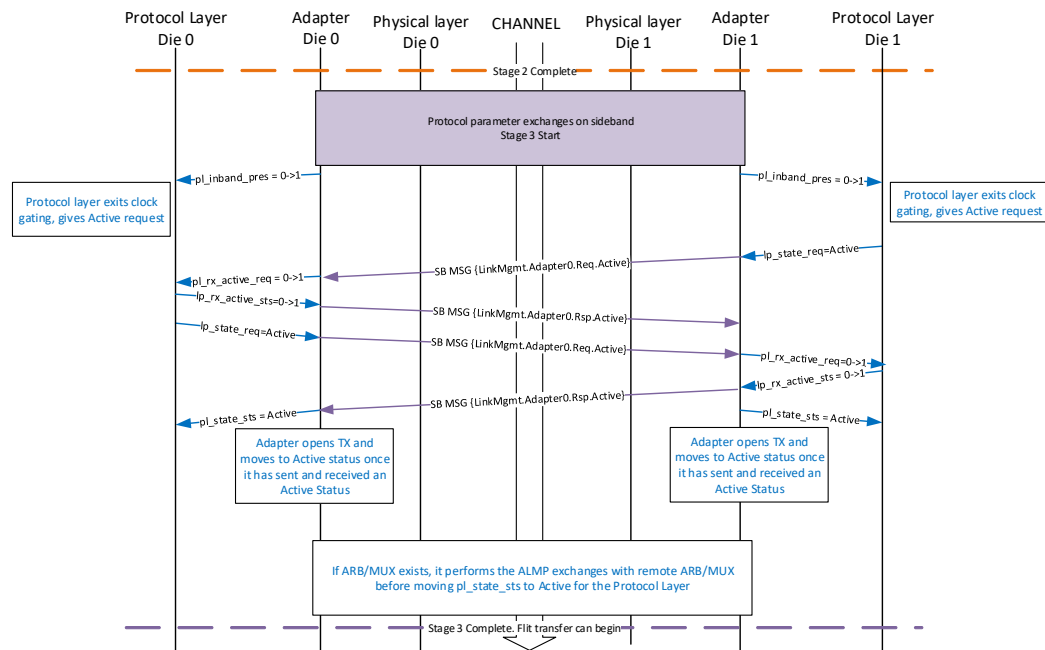 Protocol Layer
Die 0
Adapter
Die 0
Physical layer
Die 0
CHANNEL
Physical layer
Die 1
Adapter
Die 1
Protocol Layer
Die 1
Stage 2 Complete
Protocol parameter exchanges on sideband
Stage 3 Start
pl_inband_pres = 0->1
pl_inband_pres = 0->1
Protocol layer exits clock
gating, gives Active request
Protocol layer exits clock
gating, gives Active request
lp_state_req=Active
SB MSG {LinkMgmt.Adapter0.Req.Active}
pl_rx_active_req = 0->1
lp_rx_active_sts=0->1
SB MSG {LinkMgmt.Adapter0.Rsp.Active}
lp_state_req=Active
SB MSG {LinkMgmt.Adapter0.Req.Active}
pl_rx_active_req=0->1
lp_rx_active_sts = 0->1
SB MSG {LinkMgmt.Adapter0.Rsp.Active}
pl_state_sts = Active
pl_state_sts = Active
Adapter opens TX and
moves to Active status once
it has sent and received an
Active Status
Adapter opens TX and
moves to Active status once
it has sent and received an
Active Status
If ARB/MUX exists, it performs the ALMP exchanges with remote ARB/MUX
before moving pl_state_sts to Active for the Protocol Layer
Stage 3 Complete. Flit transfer can begin